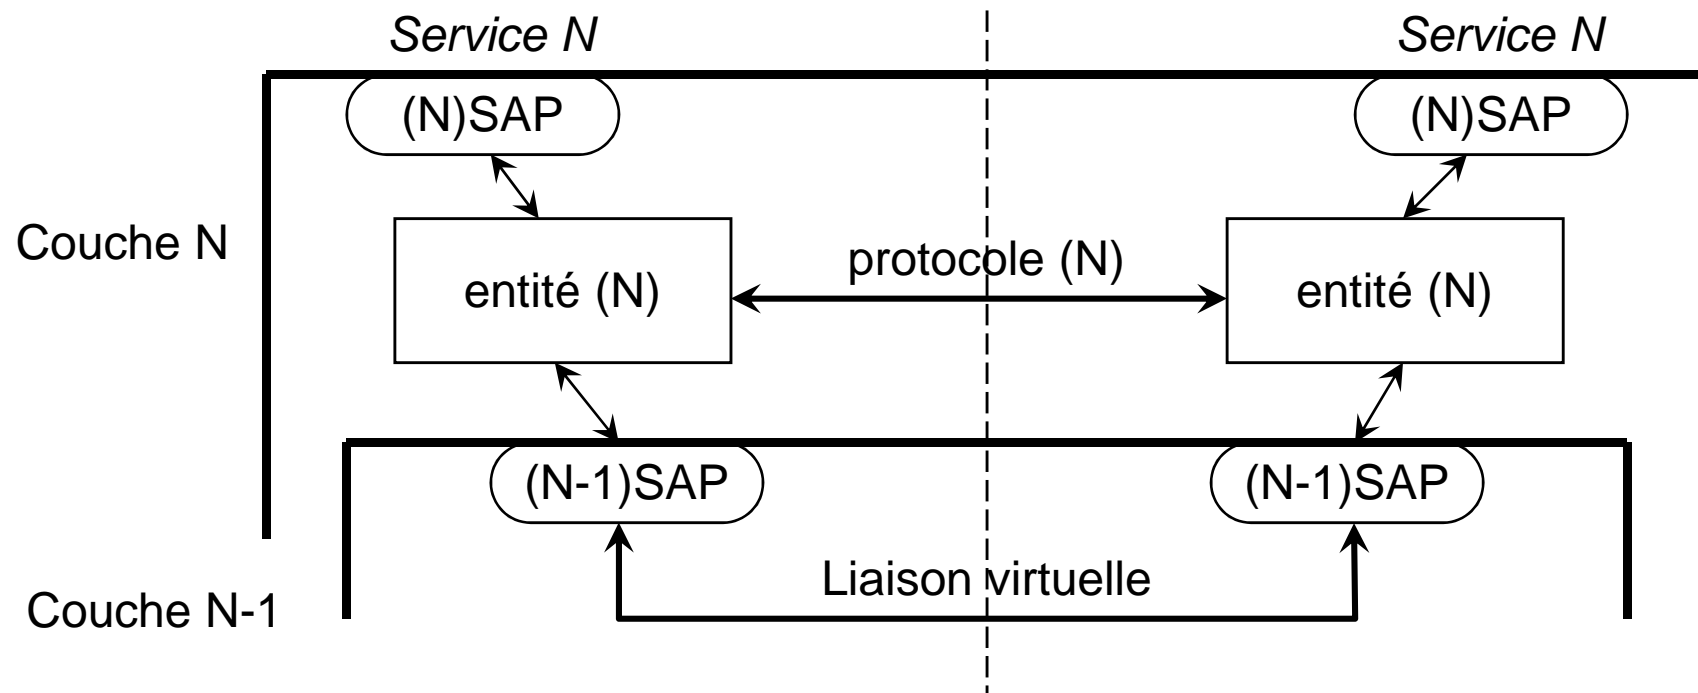 Service N
Service N
(N)SAP
(N)SAP
Couche N
protocole (N)
entité (N)
entité (N)
(N-1)SAP
(N-1)SAP
Liaison virtuelle
Couche N-1